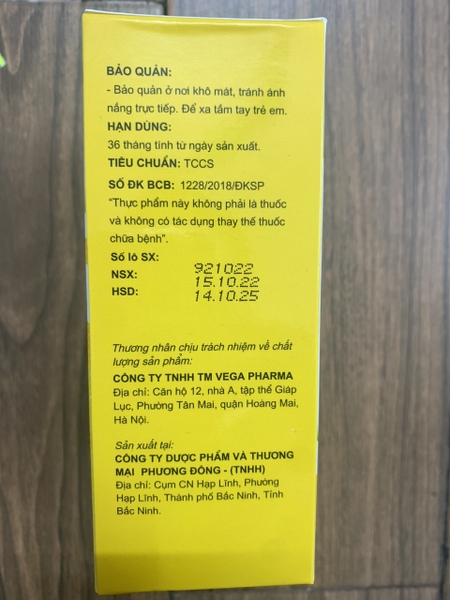 BẢO QUẢN:
- Bảo quản ở nơi khô mát, tránh ánh
nắng trực tiếp. Để xa tầm tay trẻ em.
HẠN DÙNG:
36 tháng tính từ ngày sản xuất.
TIÊU CHUẨN: TCCS
SỐ ĐK BCB: 1228/2018/ĐKSP
"Thực phẩm này không phải là thuốc
và không có tác dụng thay thế thuốc
chữa bệnh".
Số lô SX: 921022
NSX: 15.10.22
HSD: 14.10.25
Thương nhân chịu trách nhiệm về chất
lượng sản phẩm:
CÔNG TY TNHH TM VEGA PHARMA
Địa chỉ: Căn hộ 12, nhà A, tập thể Giáp
Lục, Phường Tân Mai, quận Hoàng Mai,
Hà Nội.
Sản xuất tại:
CÔNG TY DƯỢC PHẨM VÀ THƯƠNG
MẠI PHƯƠNG ĐÔNG - (TNHH)
Địa chỉ: Cụm CN Hạp Lĩnh, Phường
Hạp Lĩnh, Thành phố Bắc Ninh, Tỉnh
Bắc Ninh.